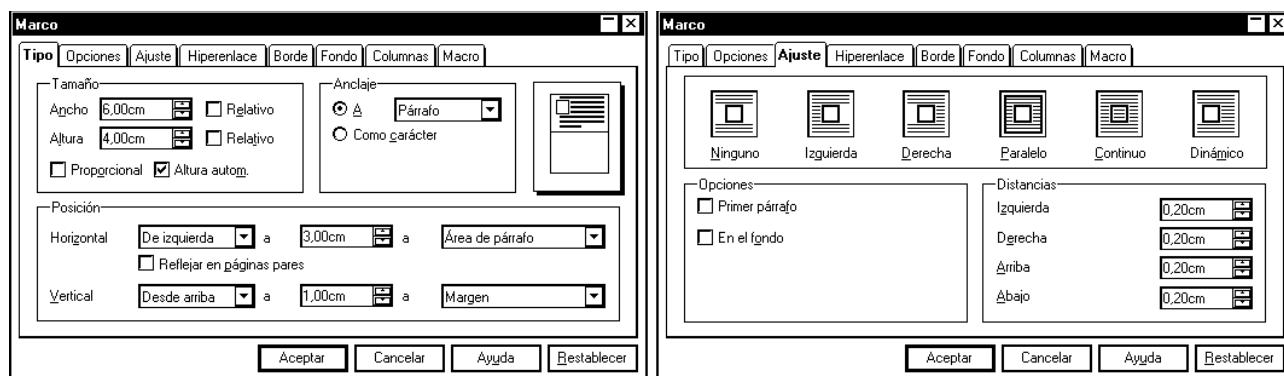 Marco
Tipo Opciones Ajuste Hiperenlace Borde Fondo Columnas Macro
Tamaño
Ancho 6,00cm Relativo
Altura 4,00cm Relativo
Proporcional Altura autom.
Anclaje
A Párrafo
Como carácter
Posición
Horizontal De izquierda a 3,00cm a Área de párrafo
Reflejar en páginas pares
Vertical Desde arriba a 1,00cm a Margen
Aceptar Cancelar Ayuda Restablecer
Marco
Tipo Opciones Ajuste Hiperenlace Borde Fondo Columnas Macro
Ninguno Izquierda Derecha Paralelo Continuo Dinámico
Opciones
Primer párrafo
En el fondo
Distancias
Izquierda 0,20cm
Derecha 0,20cm
Arriba 0,20cm
Abajo 0,20cm
Aceptar Cancelar Ayuda Restablecer